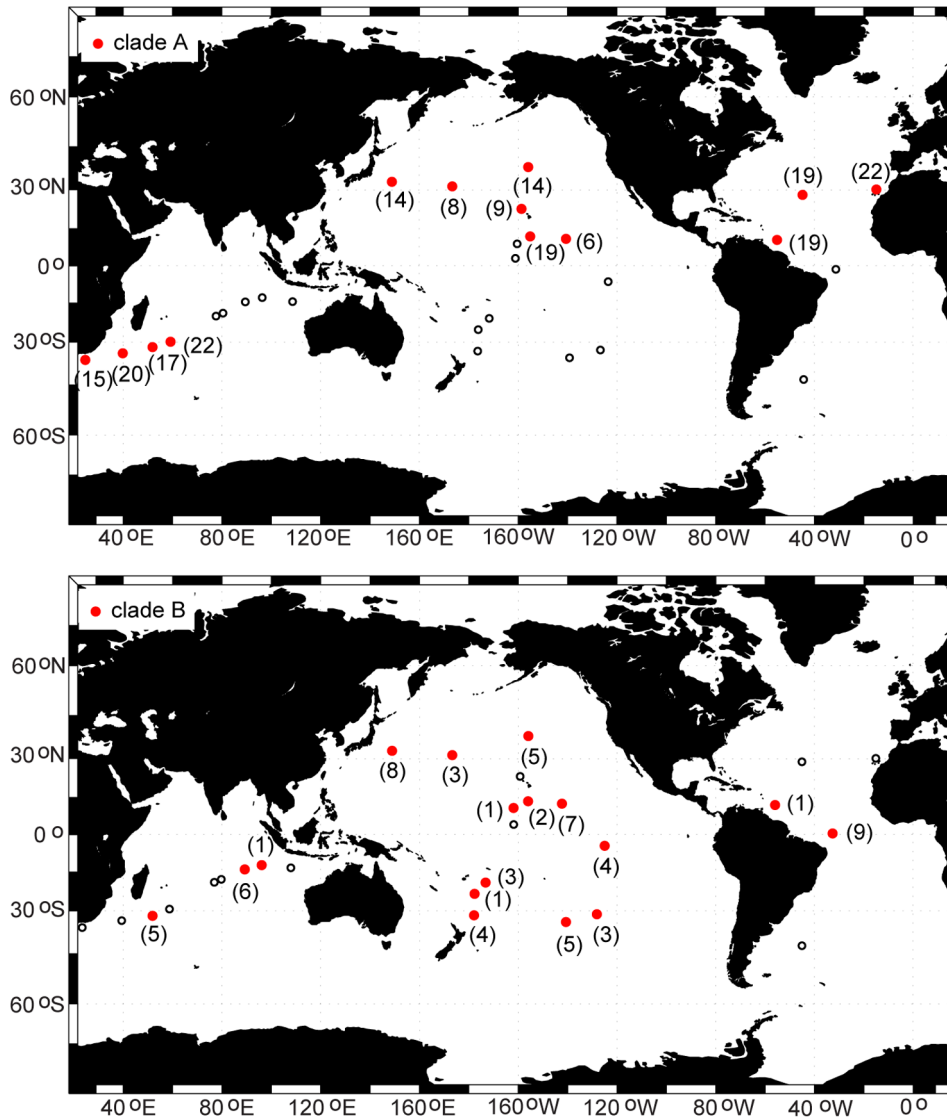 clade A
60 ºN
(19)
(22)
30 ºN
(14)
(8)
(14)
(9)
(19)
(6)
(19)
0 º
30 ºS
(22)
(17)
(20)
(15)
60 ºS
40 ºE
80 ºE
120 ºE
160 ºE
160 ºW
120 ºW
80 ºW
40 ºW
0 º
clade B
60 ºN
30 ºN
(5)
(8)
(3)
(1)
(2)
(7)
(1)
0 º
(9)
(1)
(4)
(6)
(3)
(1)
30 ºS
(5)
(4)
(5)
(3)
60 ºS
40 ºE
80 ºE
120 ºE
160 ºE
160 ºW
120 ºW
80 ºW
40 ºW
0 º